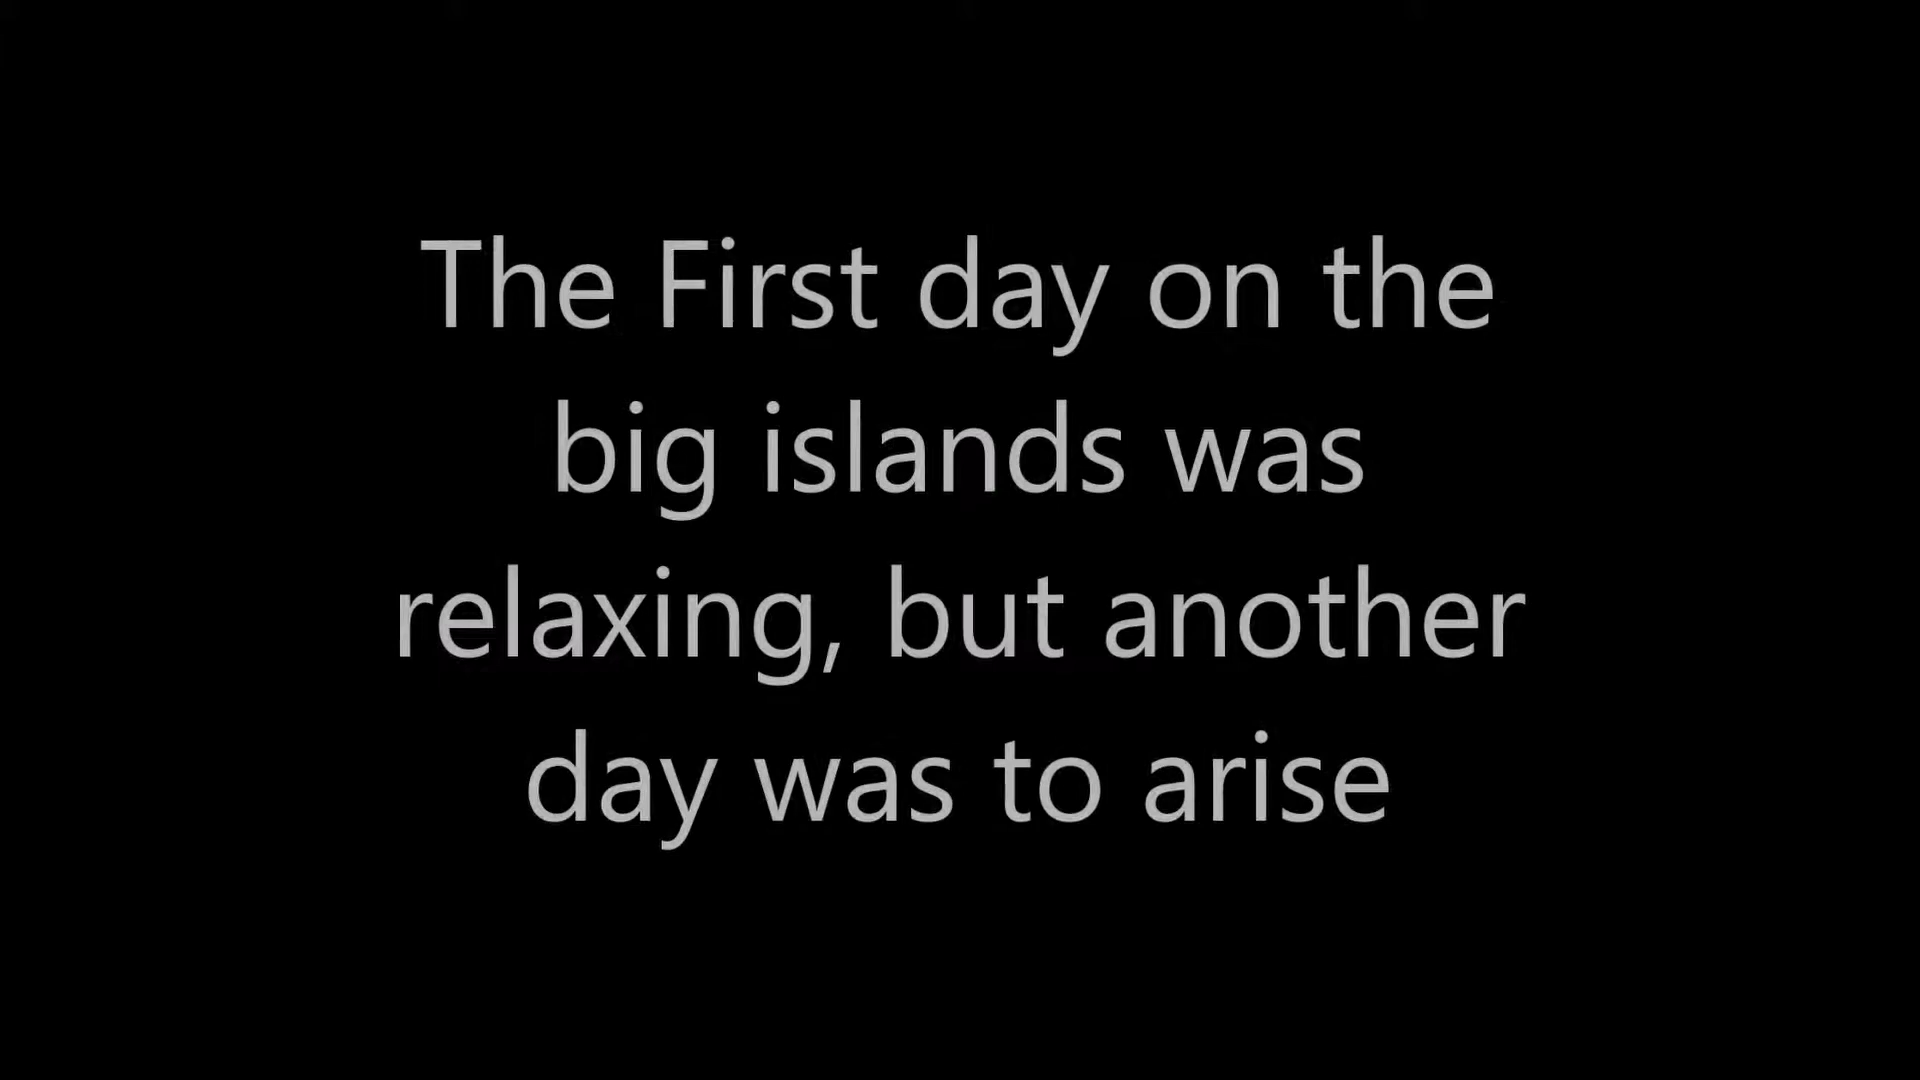 The First day on the
big islands was
relaxing, but another
day was to arise